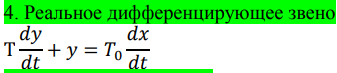 4. Реальное дифференцирующее звено
T dy/dt + y = T₀ dx/dt